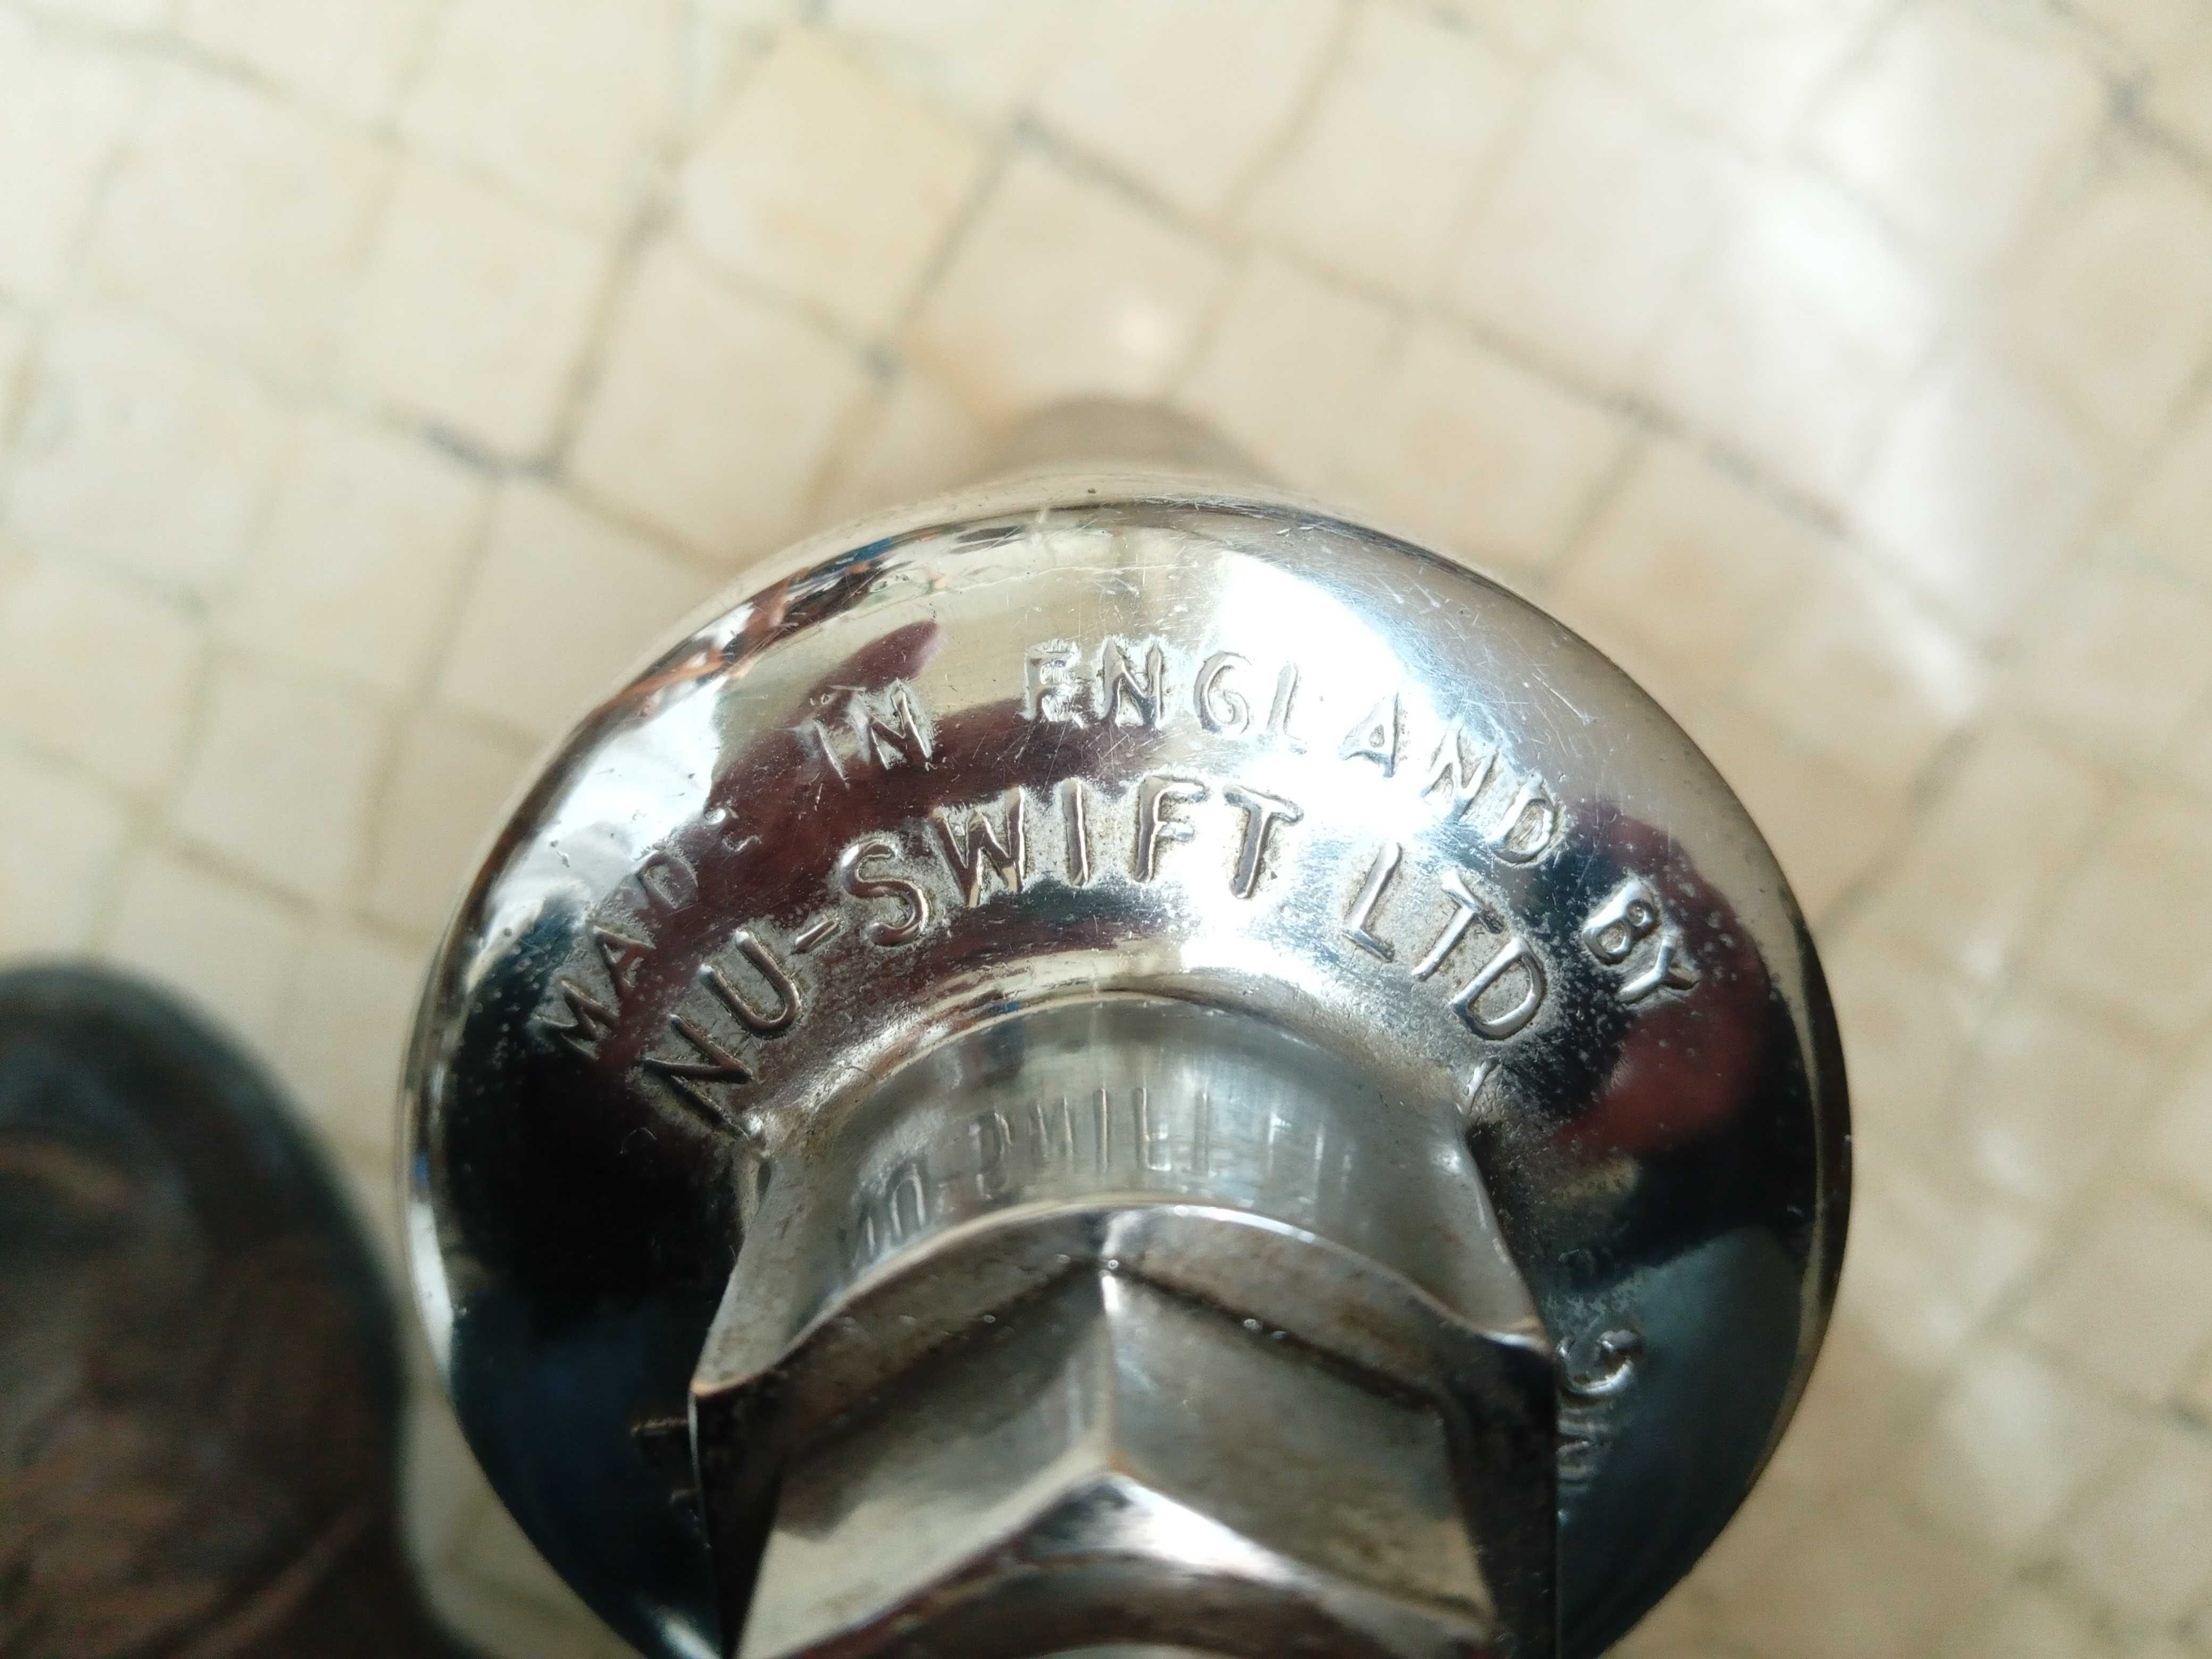 MADE IN ENGLAND BY
NU-SWIFT LTD